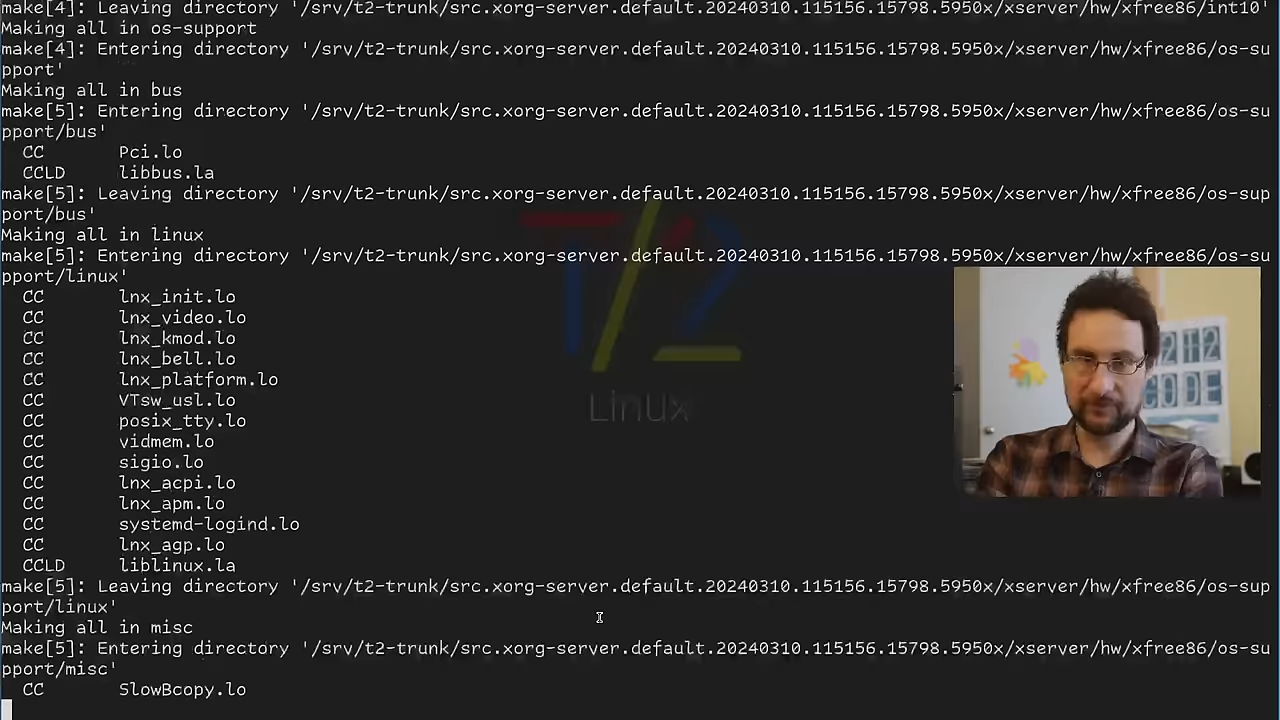 make[4]: Leaving directory '/srv/t2-trunk/src.xorg-server.default.20240310.115156.15798.5950x/xserver/hw/xfree86/int10'
Making all in os-support
make[4]: Entering directory '/srv/t2-trunk/src.xorg-server.default.20240310.115156.15798.5950x/xserver/hw/xfree86/os-su
pport'
Making all in bus
make[5]: Entering directory '/srv/t2-trunk/src.xorg-server.default.20240310.115156.15798.5950x/xserver/hw/xfree86/os-su
pport/bus'
CC Pci.lo
CCLD libbus.la
make[5]: Leaving directory '/srv/t2-trunk/src.xorg-server.default.20240310.115156.15798.5950x/xserver/hw/xfree86/os-sup
port/bus'
Making all in linux
make[5]: Entering directory '/srv/t2-trunk/src.xorg-server.default.20240310.115156.15798.5950x/xserver/hw/xfree86/os-su
pport/linux'
CC lnx_init.lo
CC lnx_video.lo
CC lnx_kmod.lo
CC lnx_bell.lo
CC lnx_platform.lo
CC VTsw_usl.lo
CC posix_tty.lo
CC vidmem.lo
CC sigio.lo
CC lnx_acpi.lo
CC lnx_apm.lo
CC systemd-logind.lo
CC lnx_agp.lo
CCLD liblinux.la
make[5]: Leaving directory '/srv/t2-trunk/src.xorg-server.default.20240310.115156.15798.5950x/xserver/hw/xfree86/os-sup
port/linux'
Making all in misc
make[5]: Entering directory '/srv/t2-trunk/src.xorg-server.default.20240310.115156.15798.5950x/xserver/hw/xfree86/os-su
pport/misc'
CC SlowBcopy.lo
T/2
Linux
CODE